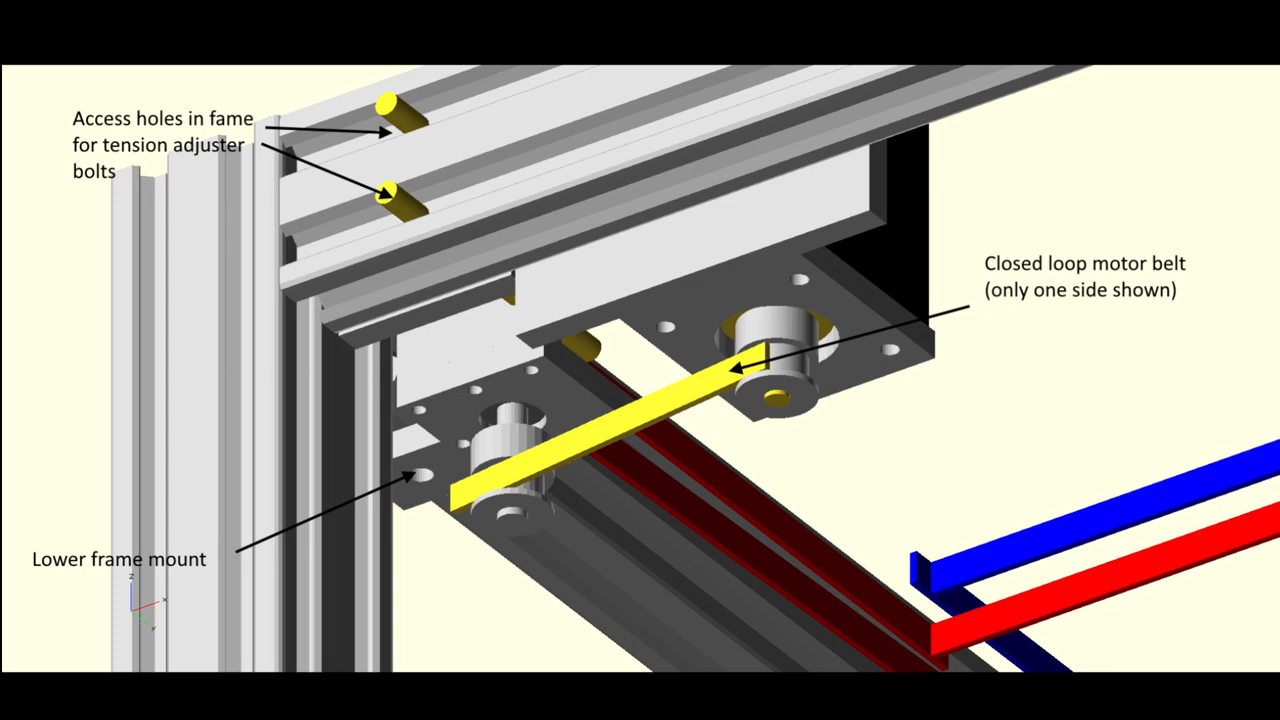 Access holes in fame
for tension adjuster
bolts
Closed loop motor belt
(only one side shown)
Lower frame mount
z
x
y